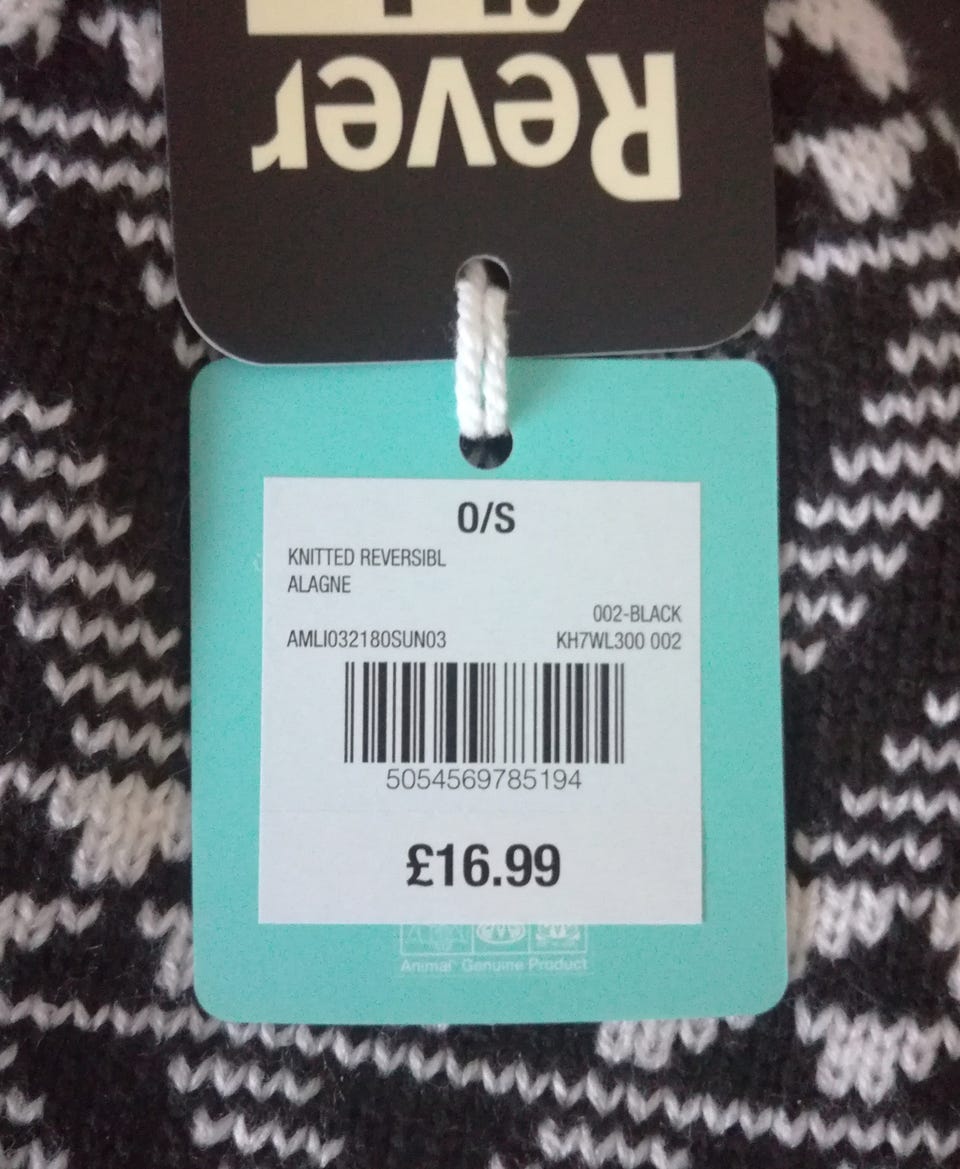 Rever
O/S
KNITTED REVERSIBL
ALAGNE
002-BLACK
AMLI032180SUN03 KH7WL300 002
5054569785194
£16.99
Animal® Genuine Product